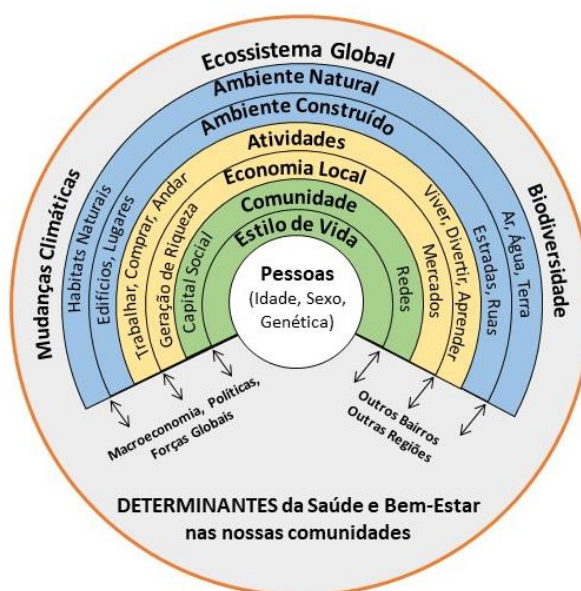 Ecossistema Global
Mudanças Climáticas
Biodiversidade
Ambiente Natural
Habitats Naturais
Ar, Água, Terra
Ambiente Construído
Edifícios, Lugares
Estradas, Ruas
Atividades
Trabalhar, Comprar, Andar
Viver, Divertir, Aprender
Economia Local
Geração de Riqueza
Mercados
Comunidade
Capital Social
Redes
Estilo de Vida
Pessoas
(Idade, Sexo,
Genética)
Macroeconomia, Políticas,
Forças Globais
Outros Bairros
Outras Regiões
DETERMINANTES da Saúde e Bem-Estar
nas nossas comunidades